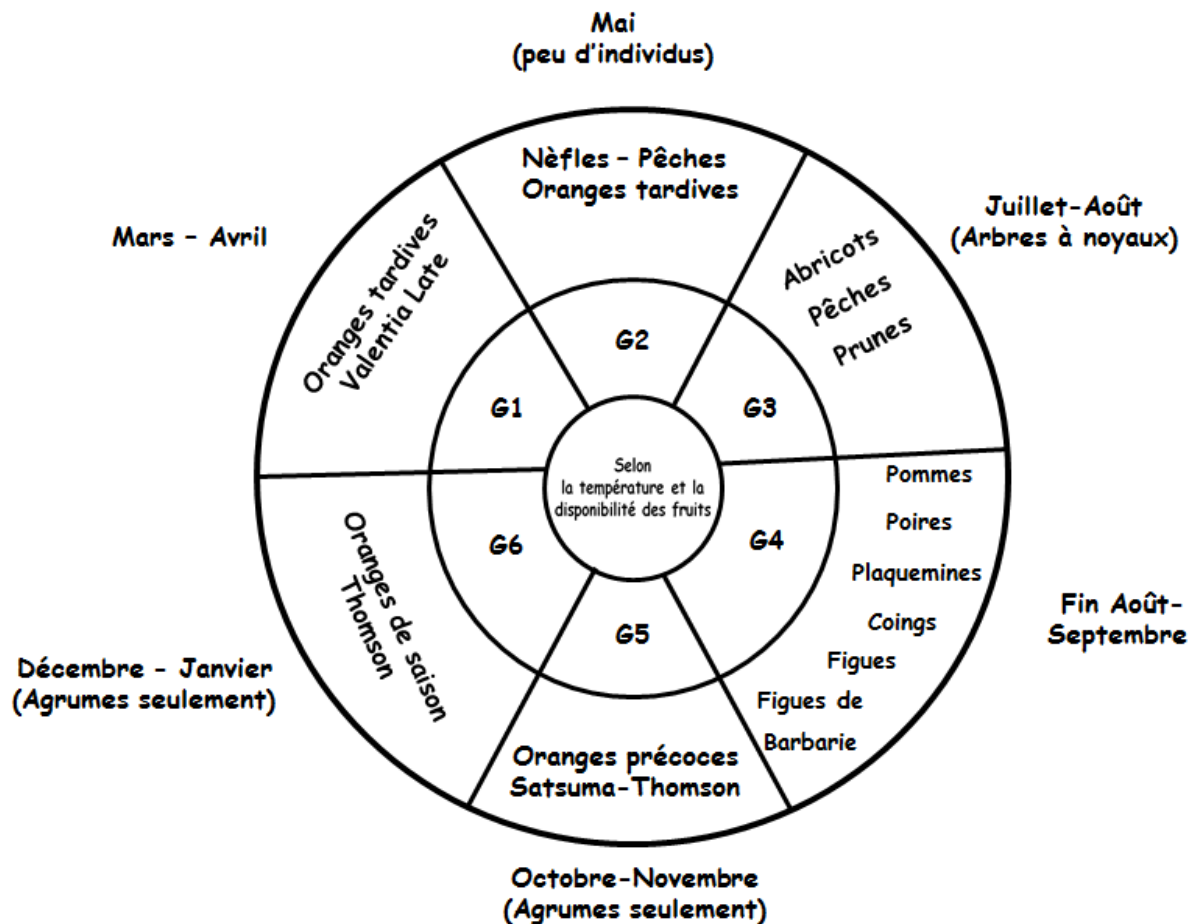 Mai
(peu d'individus)
Nèfles – Pêches
Oranges tardives
Juillet-Août
(Arbres à noyaux)
Abricots
Pêches
Prunes
Mars – Avril
Oranges tardives
Valentia Late
G2
G1
G3
Selon
la température et la
disponibilité des fruits
G6
G4
G5
Pommes
Poires
Plaquemines
Coings
Figues
Figues de
Barbarie
Fin Août-
Septembre
Oranges de saison
Thomson
Décembre – Janvier
(Agrumes seulement)
Oranges précoces
Satsuma-Thomson
Octobre-Novembre
(Agrumes seulement)